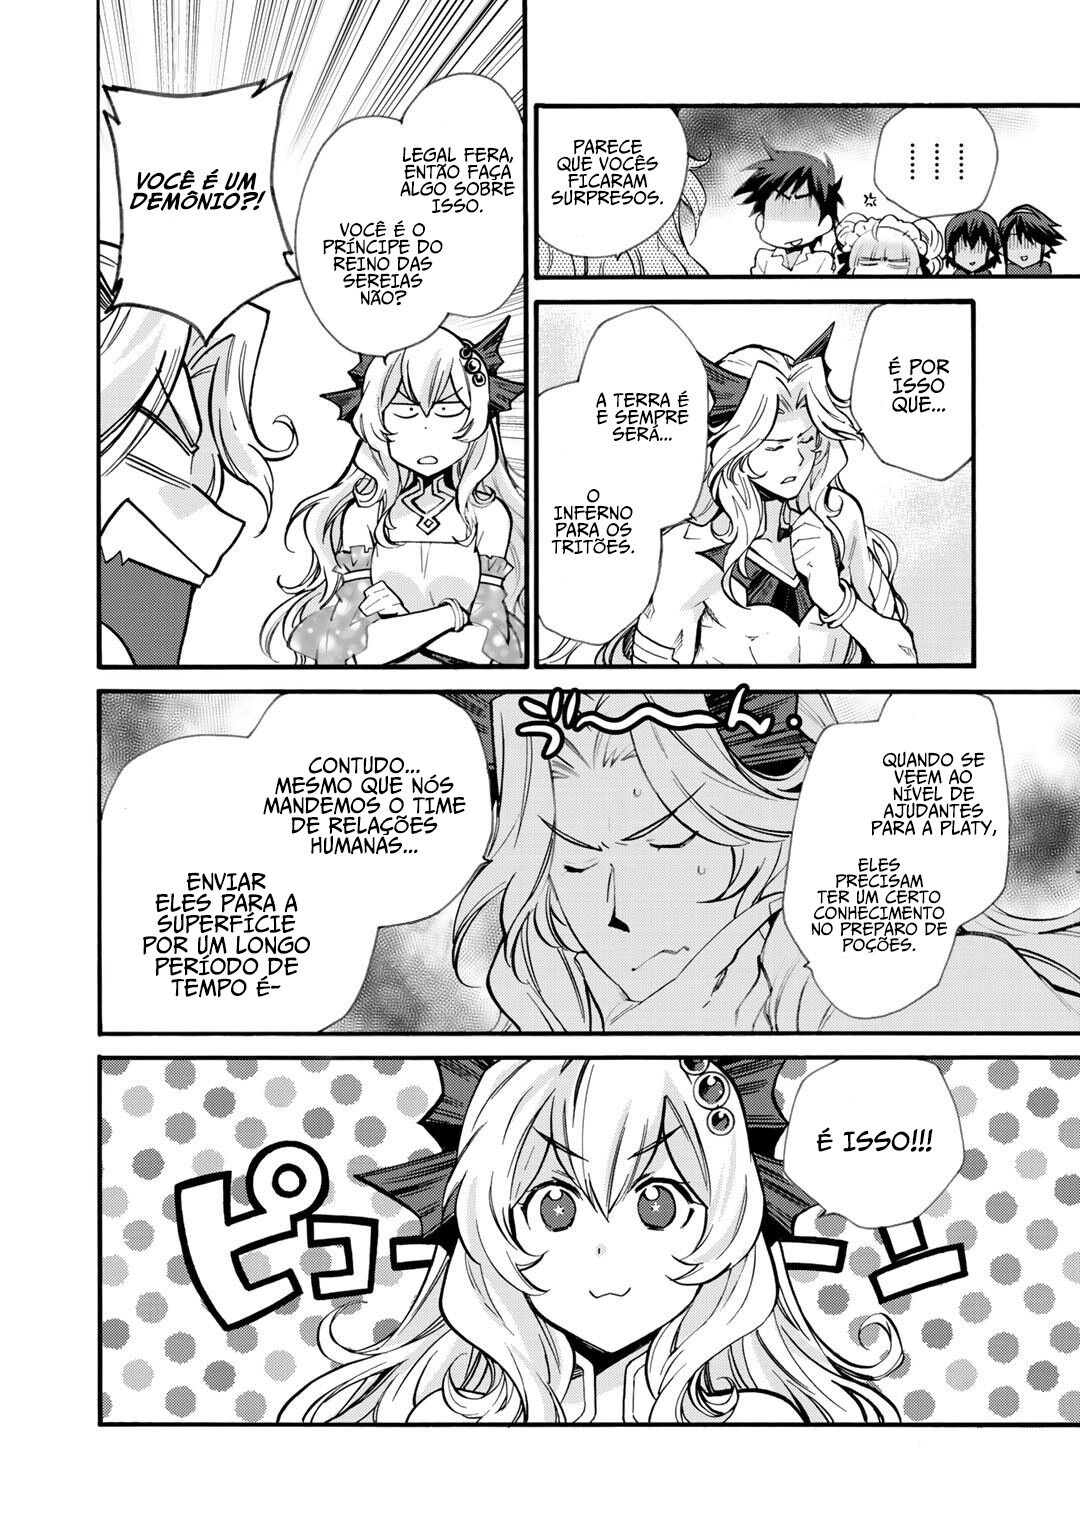 PARECE
QUE VOCÊS
FICARAM
SURPRESOS.
É POR
ISSO
QUE...
A TERRA É
E SEMPRE
SERÁ...
O
INFERNO
PARA OS
TRITÕES.
LEGAL FERA,
ENTÃO FAÇA
ALGO SOBRE
ISSO.
VOCÊ É O
PRÍNCIPE DO
REINO DAS
SEREIAS
NÃO?
VOCÊ É UM
DEMÔNIO?!
QUANDO SE
VEEM AO
NÍVEL DE
AJUDANTES
PARA A PLATY,
ELES
PRECISAM
TER UM CERTO
CONHECIMENTO
NO PREPARO DE
POÇÕES.
う〜〜ん.
CONTUDO...
MESMO QUE NÓS
MANDEMOS O TIME
DE RELAÇÕES
HUMANAS...
ENVIAR
ELES PARA A
SUPERFÍCIE
POR UM LONGO
PERÍODO DE
TEMPO É-
É ISSO!!!
ピコーン